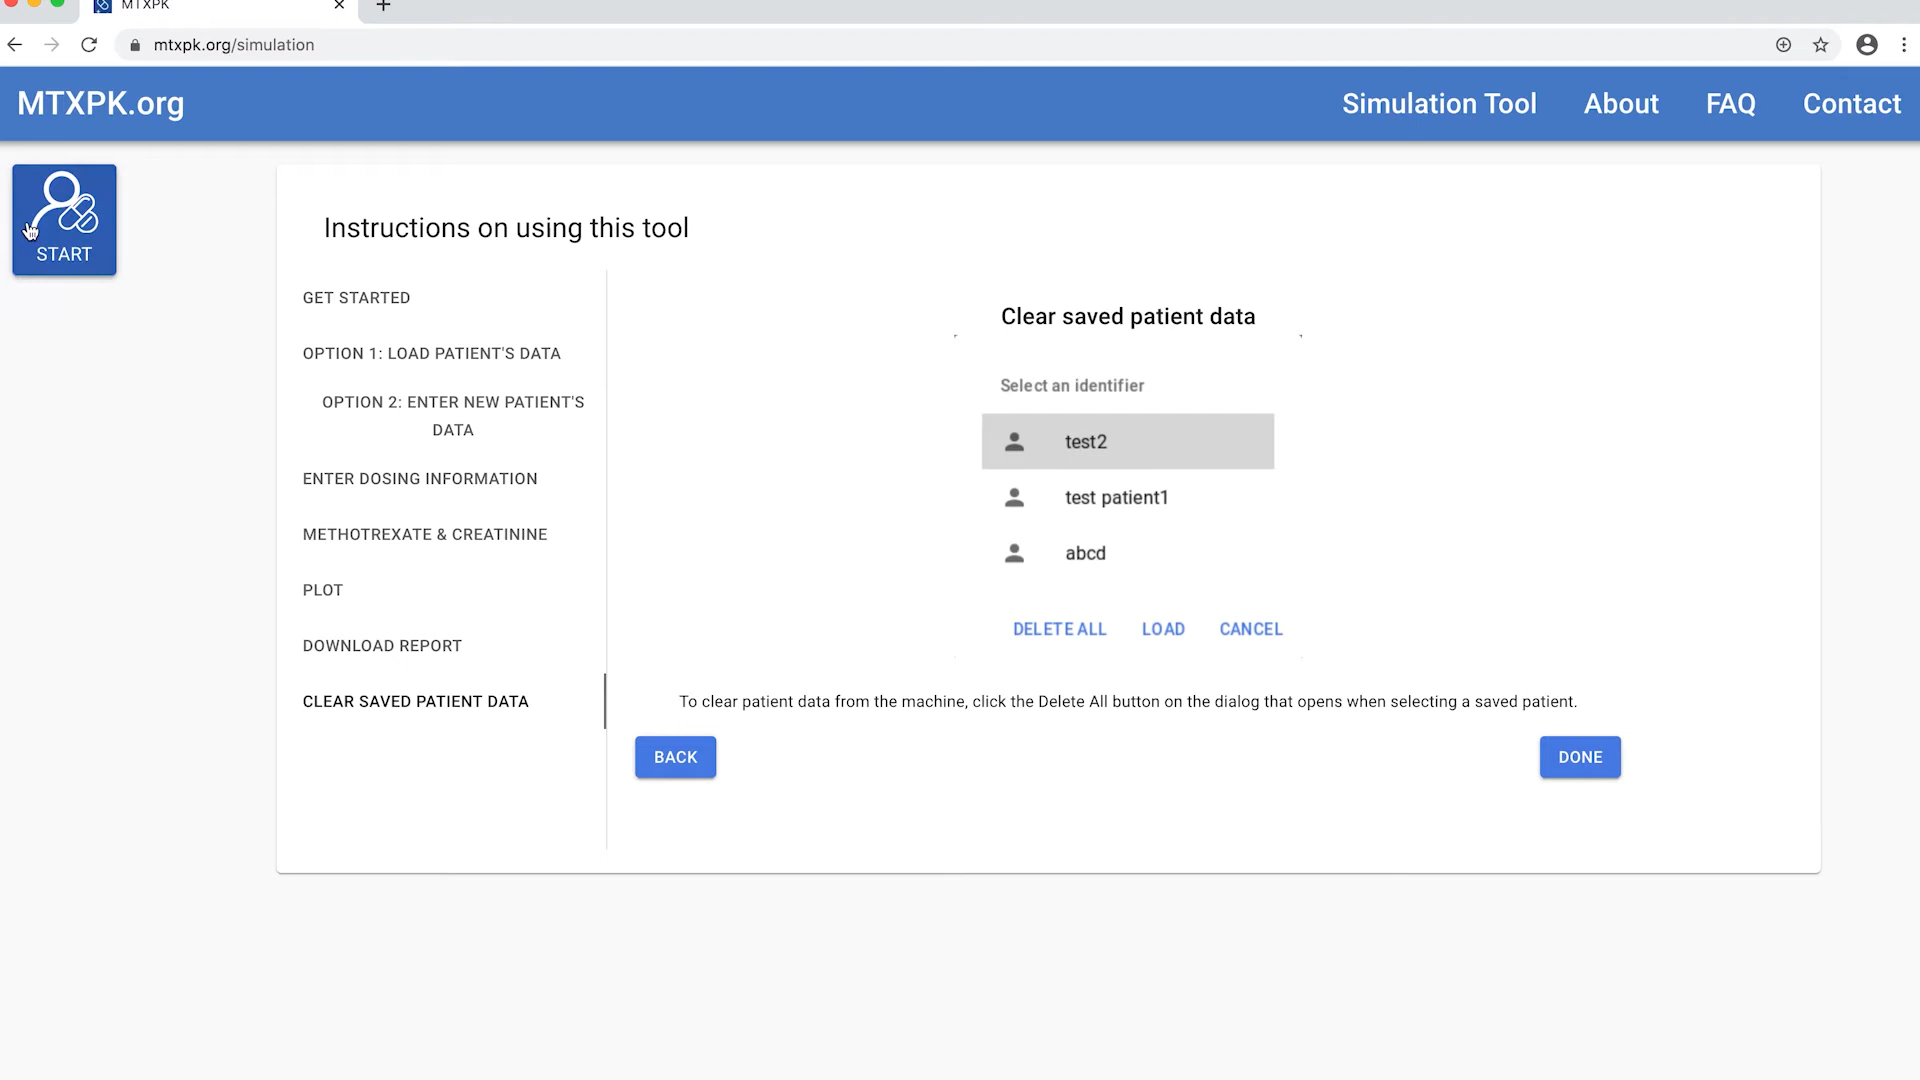 MTXPK
mtxpk.org/simulation
MTXPK.org
Simulation Tool
About
FAQ
Contact
START
Instructions on using this tool
GET STARTED
OPTION 1: LOAD PATIENT'S DATA
OPTION 2: ENTER NEW PATIENT'S
DATA
ENTER DOSING INFORMATION
METHOTREXATE & CREATININE
PLOT
DOWNLOAD REPORT
CLEAR SAVED PATIENT DATA
Clear saved patient data
Select an identifier
test2
test patient1
abcd
DELETE ALL
LOAD
CANCEL
To clear patient data from the machine, click the Delete All button on the dialog that opens when selecting a saved patient.
BACK
DONE